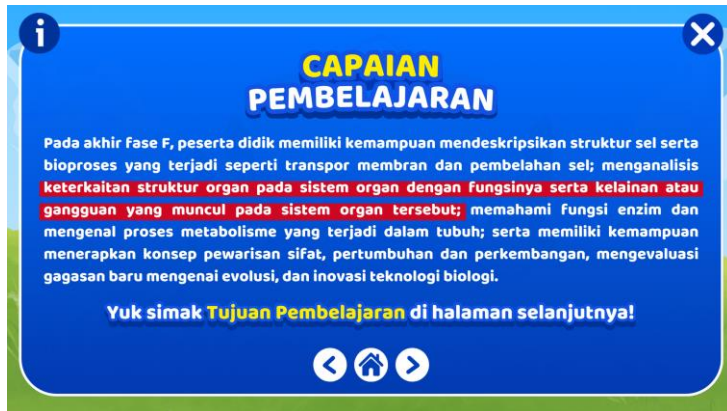 i
CAPAIAN
PEMBELAJARAN
Pada akhir fase F, peserta didik memiliki kemampuan mendeskripsikan struktur sel serta
bioproses yang terjadi seperti transpor membran dan pembelahan sel; menganalisis
keterkaitan struktur organ pada sistem organ dengan fungsinya serta kelainan atau
gangguan yang muncul pada sistem organ tersebut; memahami fungsi enzim dan
mengenal proses metabolisme yang terjadi dalam tubuh; serta memiliki kemampuan
menerapkan konsep pewarisan sifat, pertumbuhan dan perkembangan, mengevaluasi
gagasan baru mengenai evolusi, dan inovasi teknologi biologi.
Yuk simak Tujuan Pembelajaran di halaman selanjutnya!